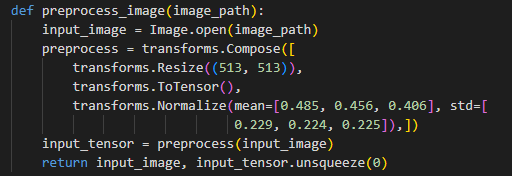 def preprocess_image(image_path):
    input_image = Image.open(image_path)
    preprocess = transforms.Compose([
        transforms.Resize((513, 513)),
        transforms.ToTensor(),
        transforms.Normalize(mean=[0.485, 0.456, 0.406], std=[
                             0.229, 0.224, 0.225]),])
    input_tensor = preprocess(input_image)
    return input_image, input_tensor.unsqueeze(0)